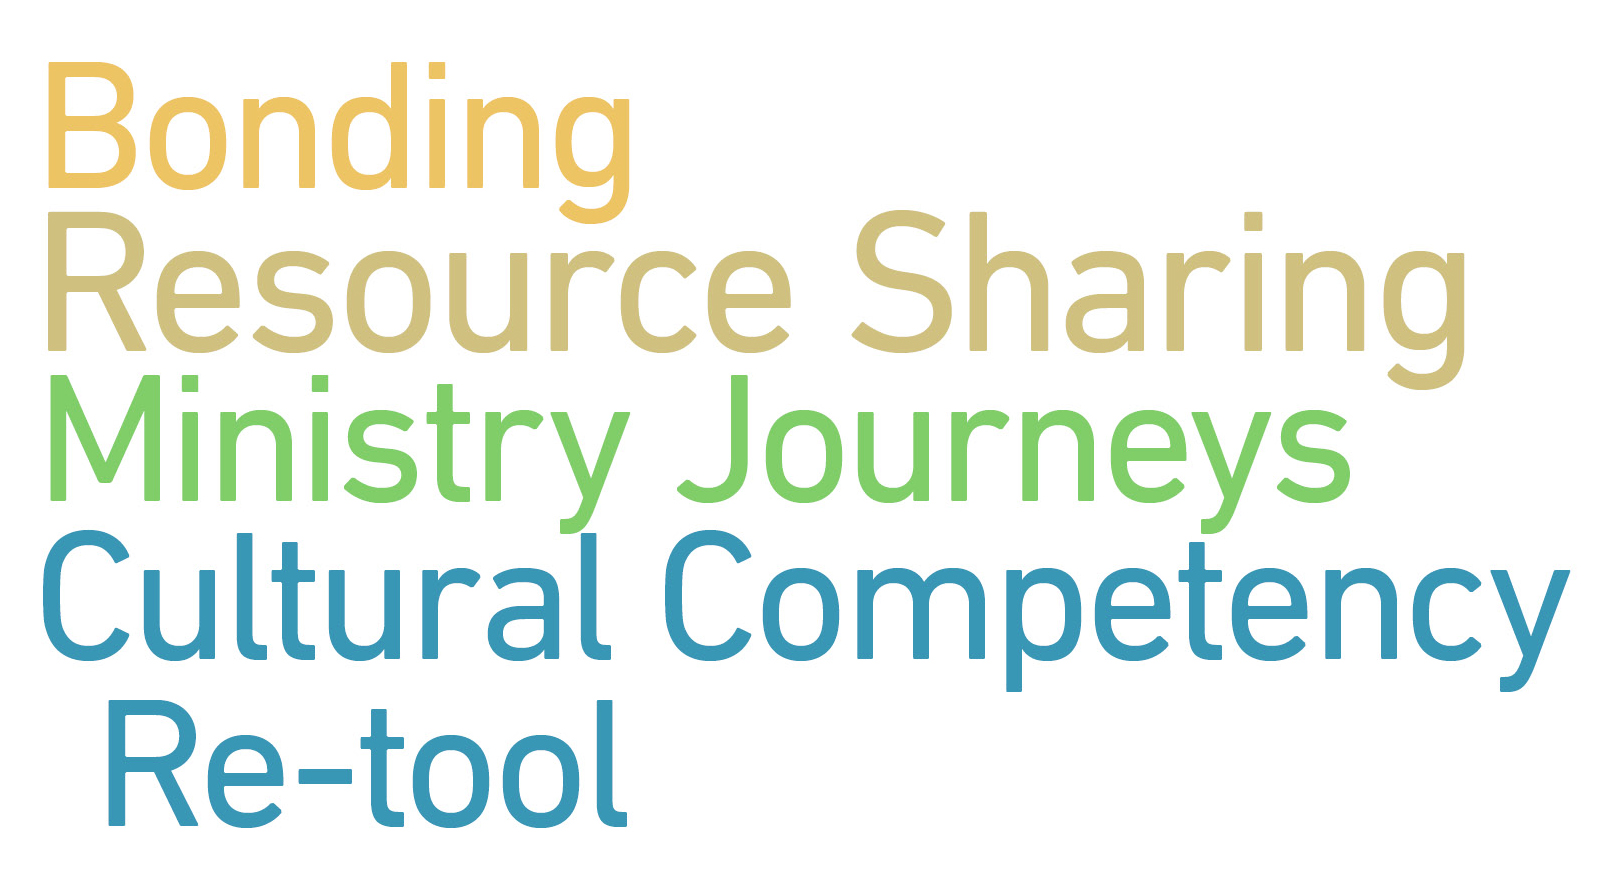 Bonding
Resource Sharing
Ministry Journeys
Cultural Competency
Re-tool